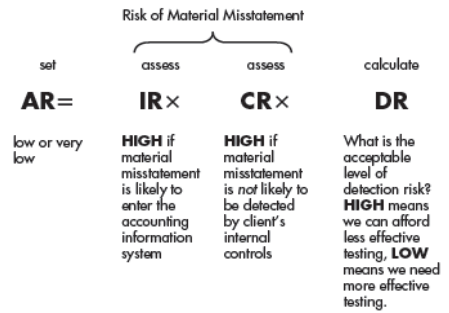 Risk of Material Misstatement
set
assess
assess
calculate
AR=
IR×
CR×
DR
low or very
low
HIGH if
material
misstatement
is likely to
enter the
accounting
information
system
HIGH if
material
misstatement
is not likely to
be detected
by client's
internal
controls
What is the
acceptable
level of
detection risk?
HIGH means
we can afford
less effective
testing, LOW
means we need
more effective
testing.